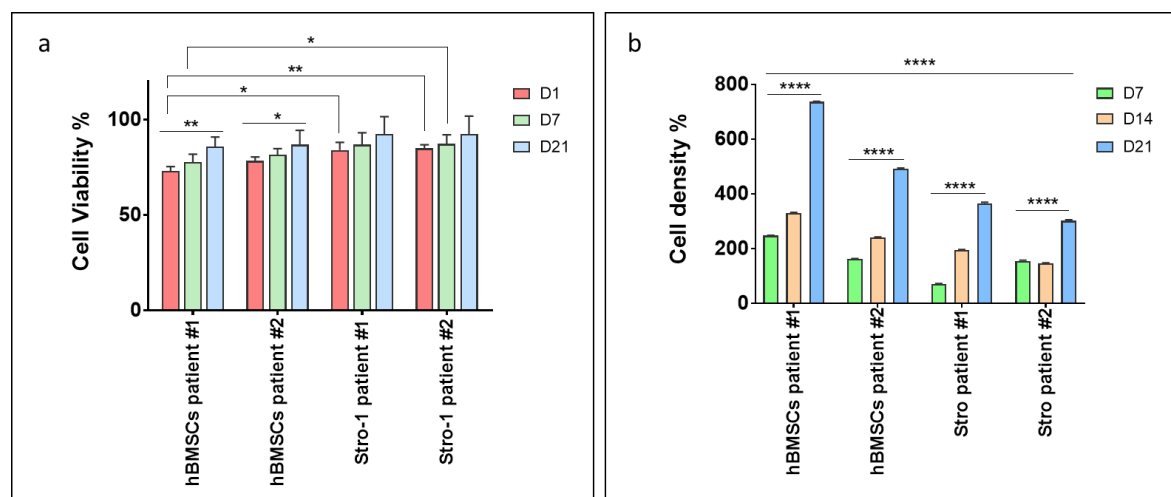 a
*
**
*
**
*
D1
D7
D21
Cell Viability %
100
50
0
hBMSCs patient #1
hBMSCs patient #2
Stro-1 patient #1
Stro-1 patient #2
b
****
****
****
****
****
D7
D14
D21
Cell density %
800
600
400
200
0
hBMSCs patient #1
hBMSCs patient #2
Stro patient #1
Stro patient #2